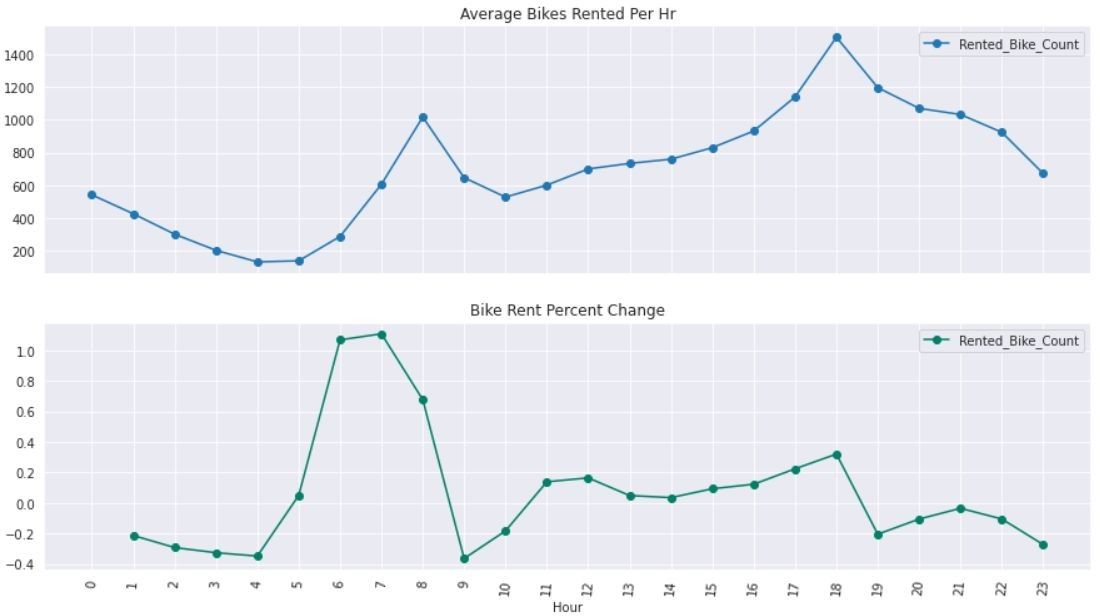 Average Bikes Rented Per Hr
Rented_Bike_Count
1400
1200
1000
800
600
400
200
Bike Rent Percent Change
Rented_Bike_Count
1.0
0.8
0.6
0.4
0.2
0.0
−0.2
−0.4
0 1 2 3 4 5 6 7 8 9 10 11 12 13 14 15 16 17 18 19 20 21 22 23
Hour